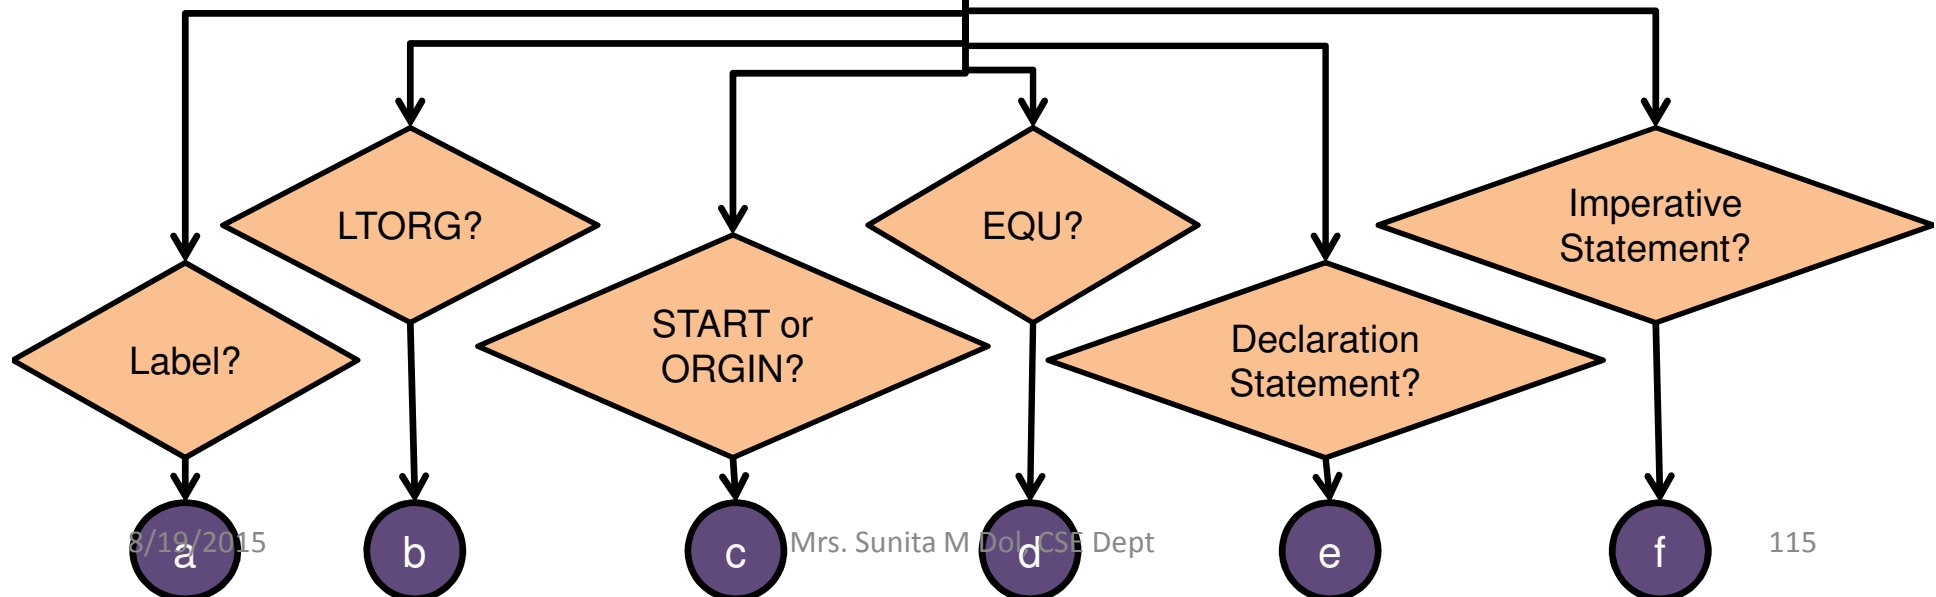 LTORG?
EQU?
Imperative
Statement?
Label?
START or
ORGIN?
Declaration
Statement?
a
b
c
d
e
f
8/19/2015
Mrs. Sunita M Dol, CSE Dept
115